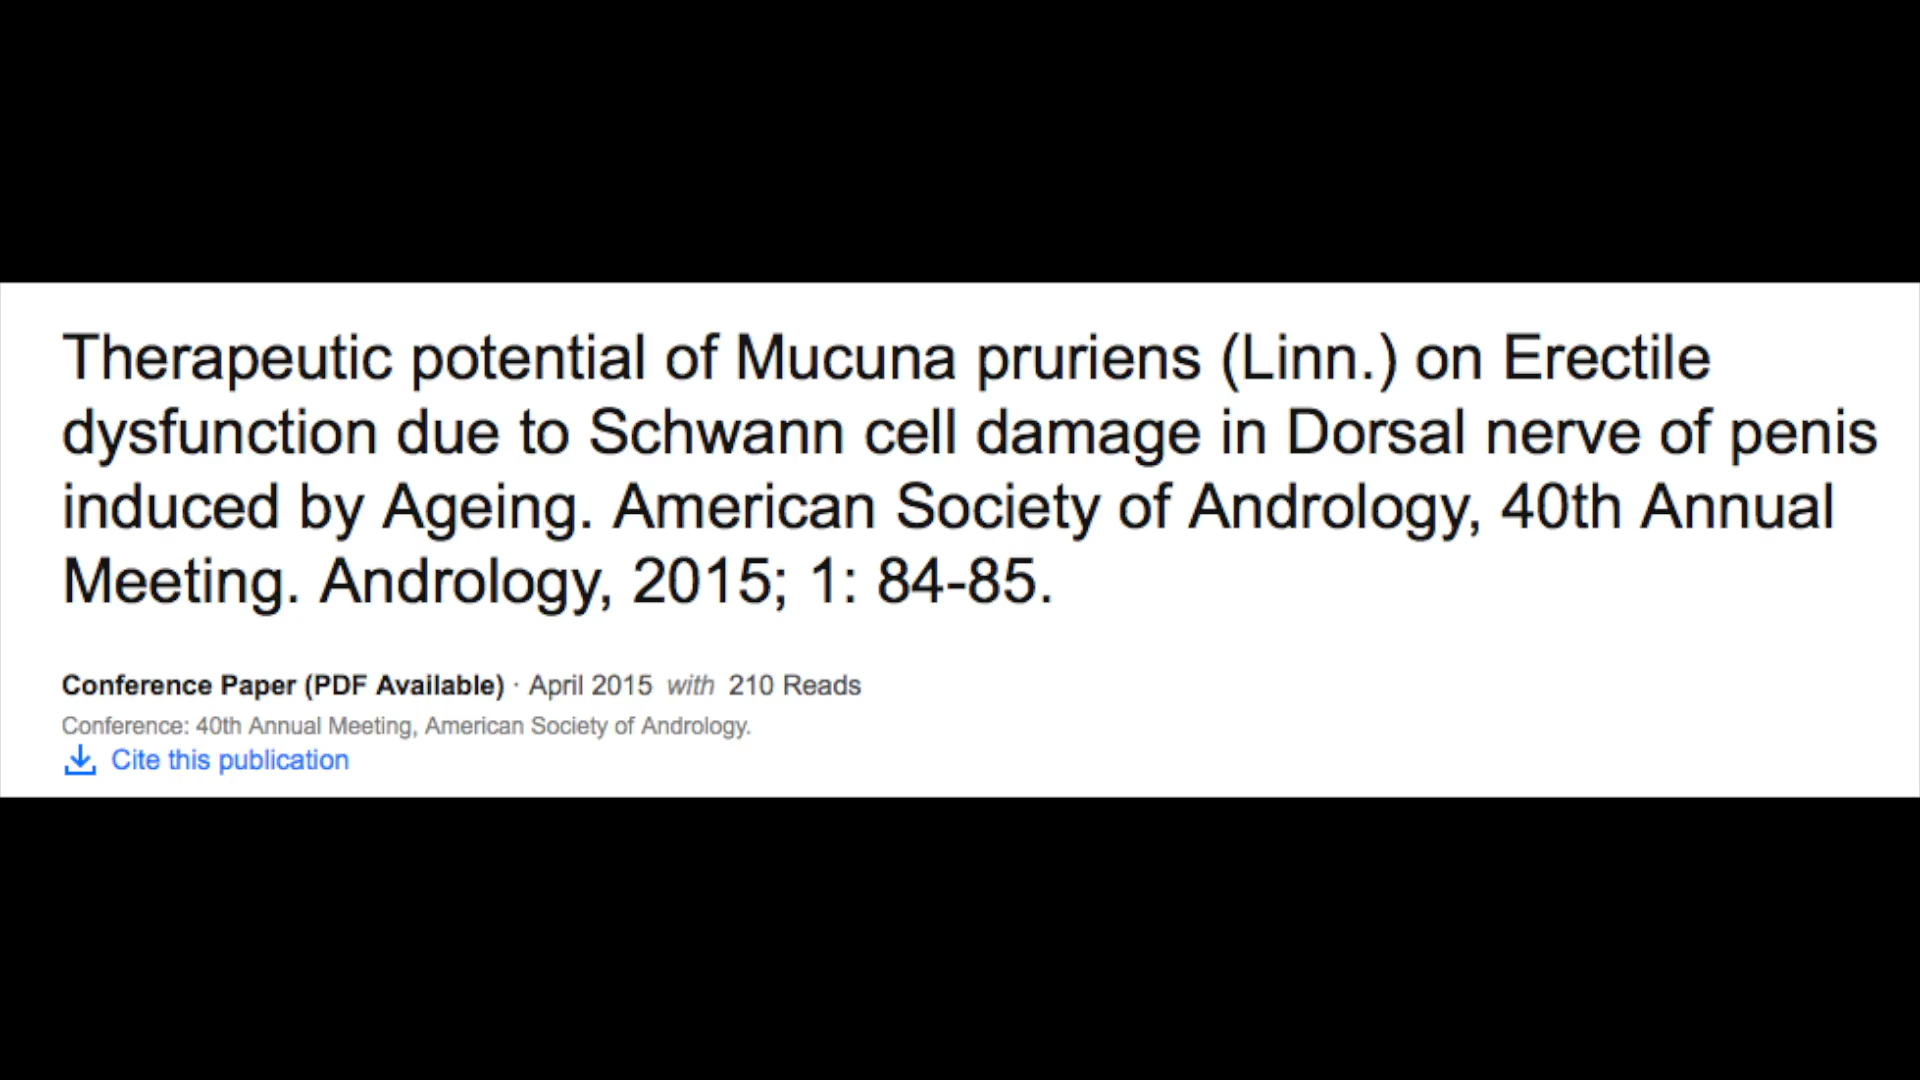 Therapeutic potential of Mucuna pruriens (Linn.) on Erectile
dysfunction due to Schwann cell damage in Dorsal nerve of penis
induced by Ageing. American Society of Andrology, 40th Annual
Meeting. Andrology, 2015; 1: 84-85.
Conference Paper (PDF Available) · April 2015 with 210 Reads
Conference: 40th Annual Meeting, American Society of Andrology.
Cite this publication